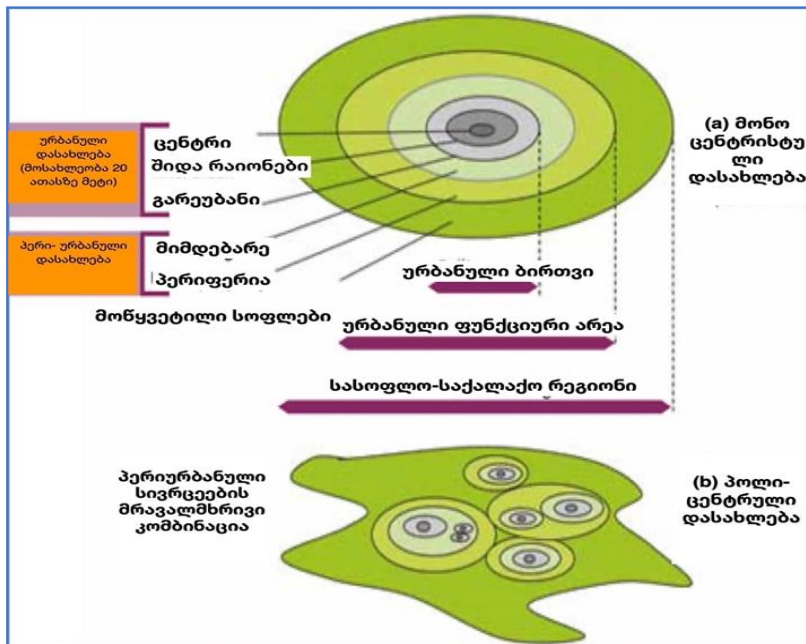 ურბანული
დასახლება
(მოსახლეობა 20
ათასზე მეტი)
პერი- ურბანული
დასახლება
ცენტრი
შიდა რაიონები
გარეუბანი
მიმდებარე
პერიფერია
მოწყვეტილი სოფლები
(a) მონო
ცენტრისტუ
ლი
დასახლება
ურბანული ბირთვი
ურბანული ფუნქციური არეა
სასოფლო-საქალაქო რეგიონი
პერიურბანული
სივრცეების
მრავალმხრივი
კომბინაცია
(b) პოლი-
ცენტრული
დასახლება